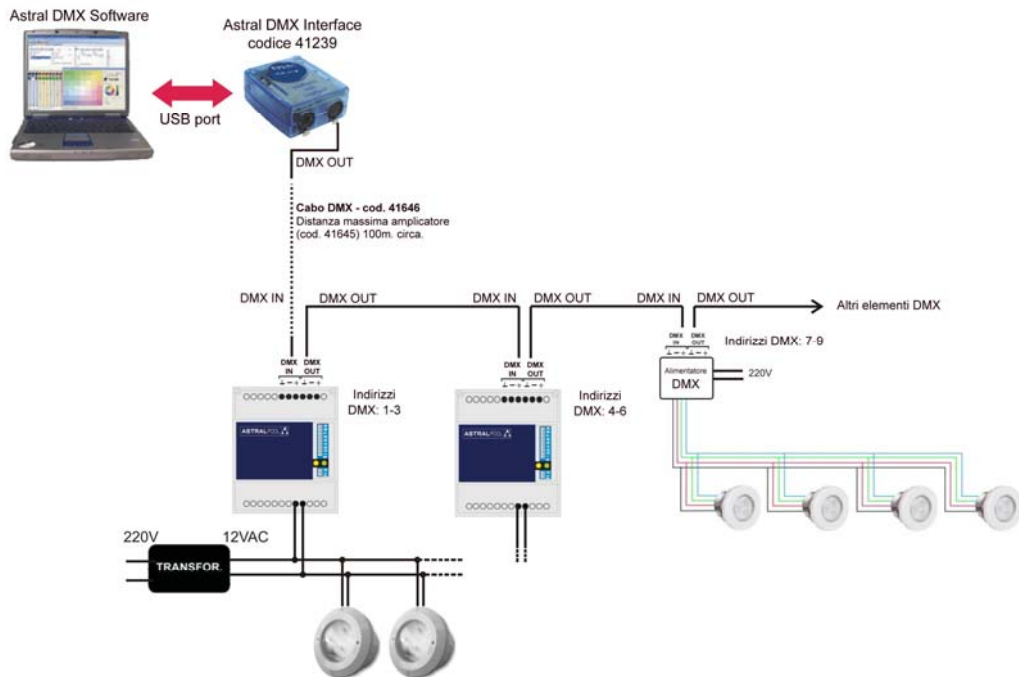 Astral DMX Software
Astral DMX Interface
codice 41239
USB port
DMX OUT
Cabo DMX - cod. 41646
Distanza massima amplicatore
(cod. 41645) 100m. circa.
DMX IN
DMX OUT
DMX IN
DMX OUT
DMX IN
DMX OUT
Altri elementi DMX
DMX IN
DMX OUT
Indirizzi
DMX: 1-3
DMX IN
DMX OUT
Indirizzi
DMX: 4-6
DMX IN
DMX OUT
Indirizzi DMX: 7-9
Alimentatore
DMX
220V
ASTRALPOOL
ASTRALPOOL
220V
12VAC
TRANSFOR.